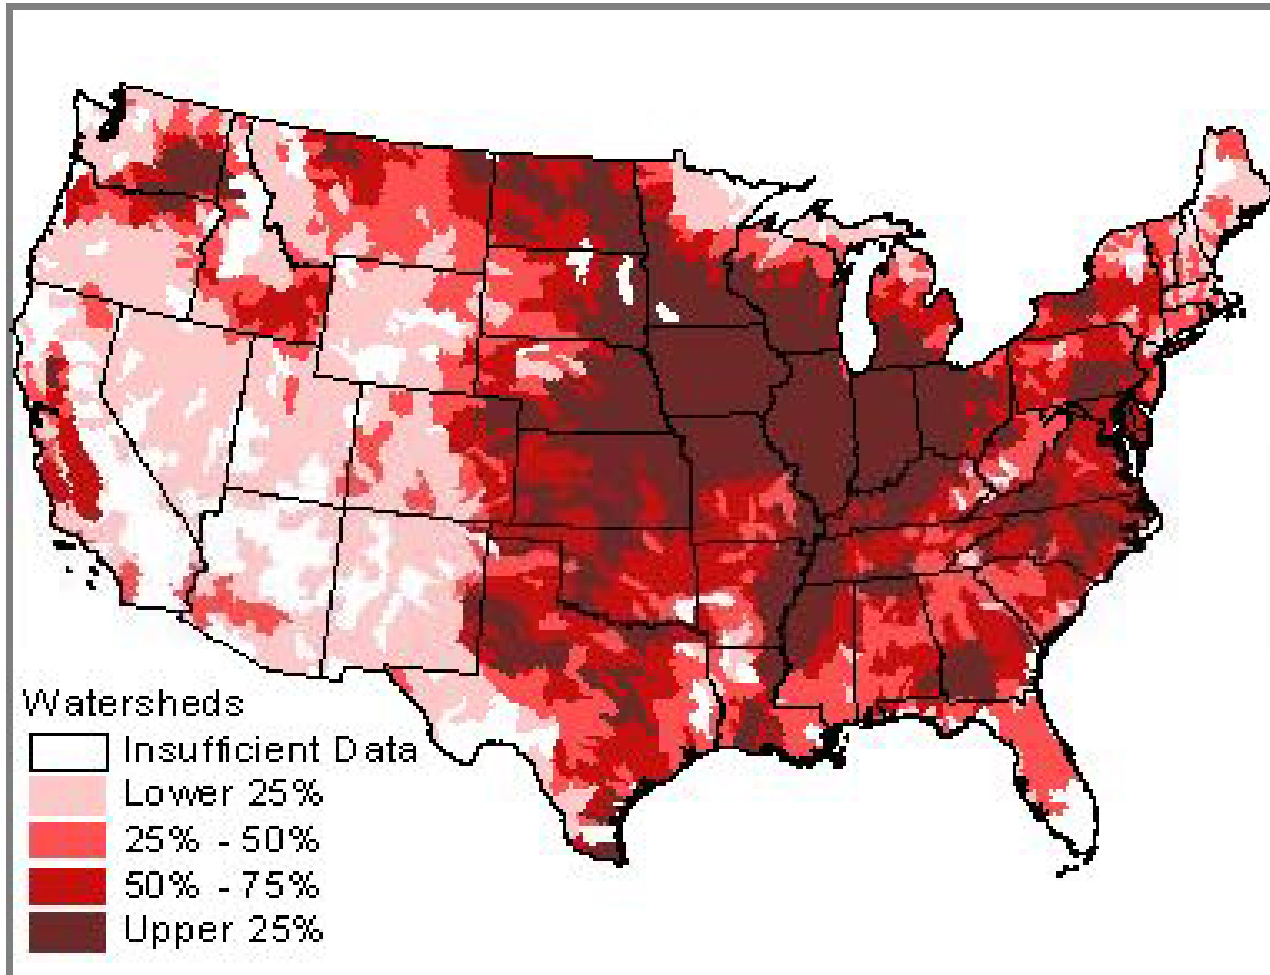 Watersheds
Insufficient Data
Lower 25%
25% - 50%
50% - 75%
Upper 25%